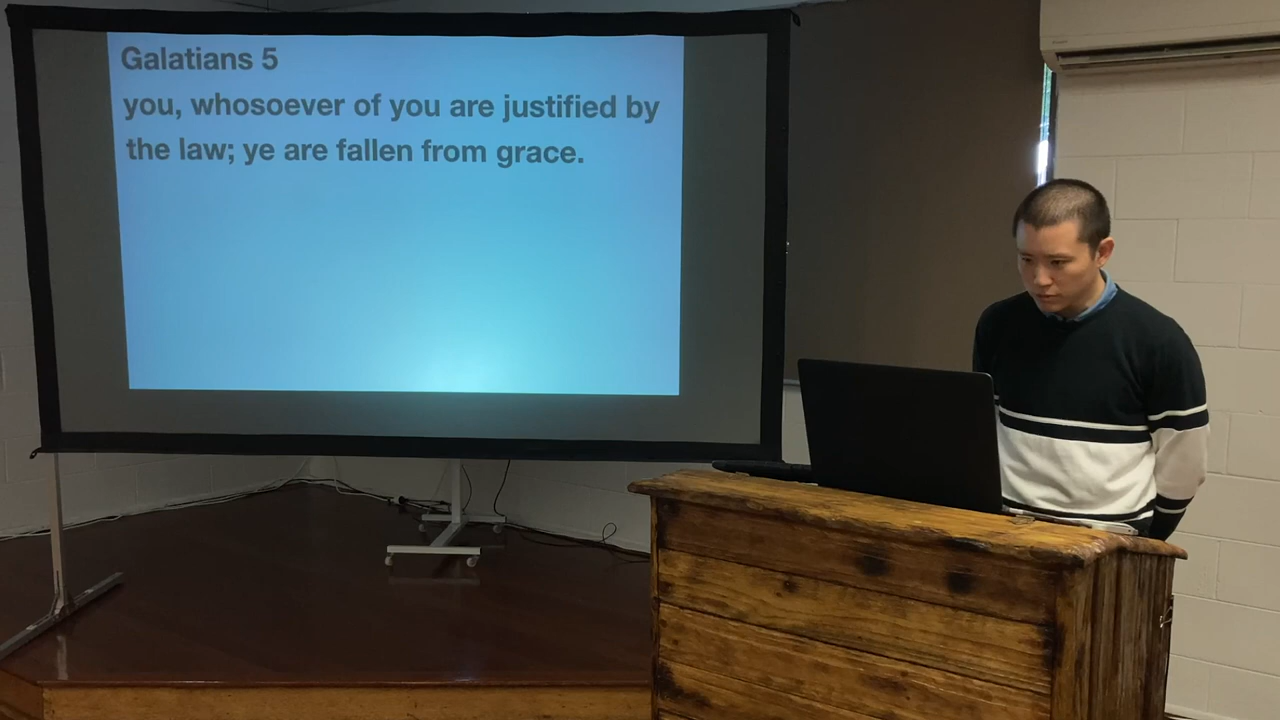 Galatians 5
you, whosoever of you are justified by
the law; ye are fallen from grace.